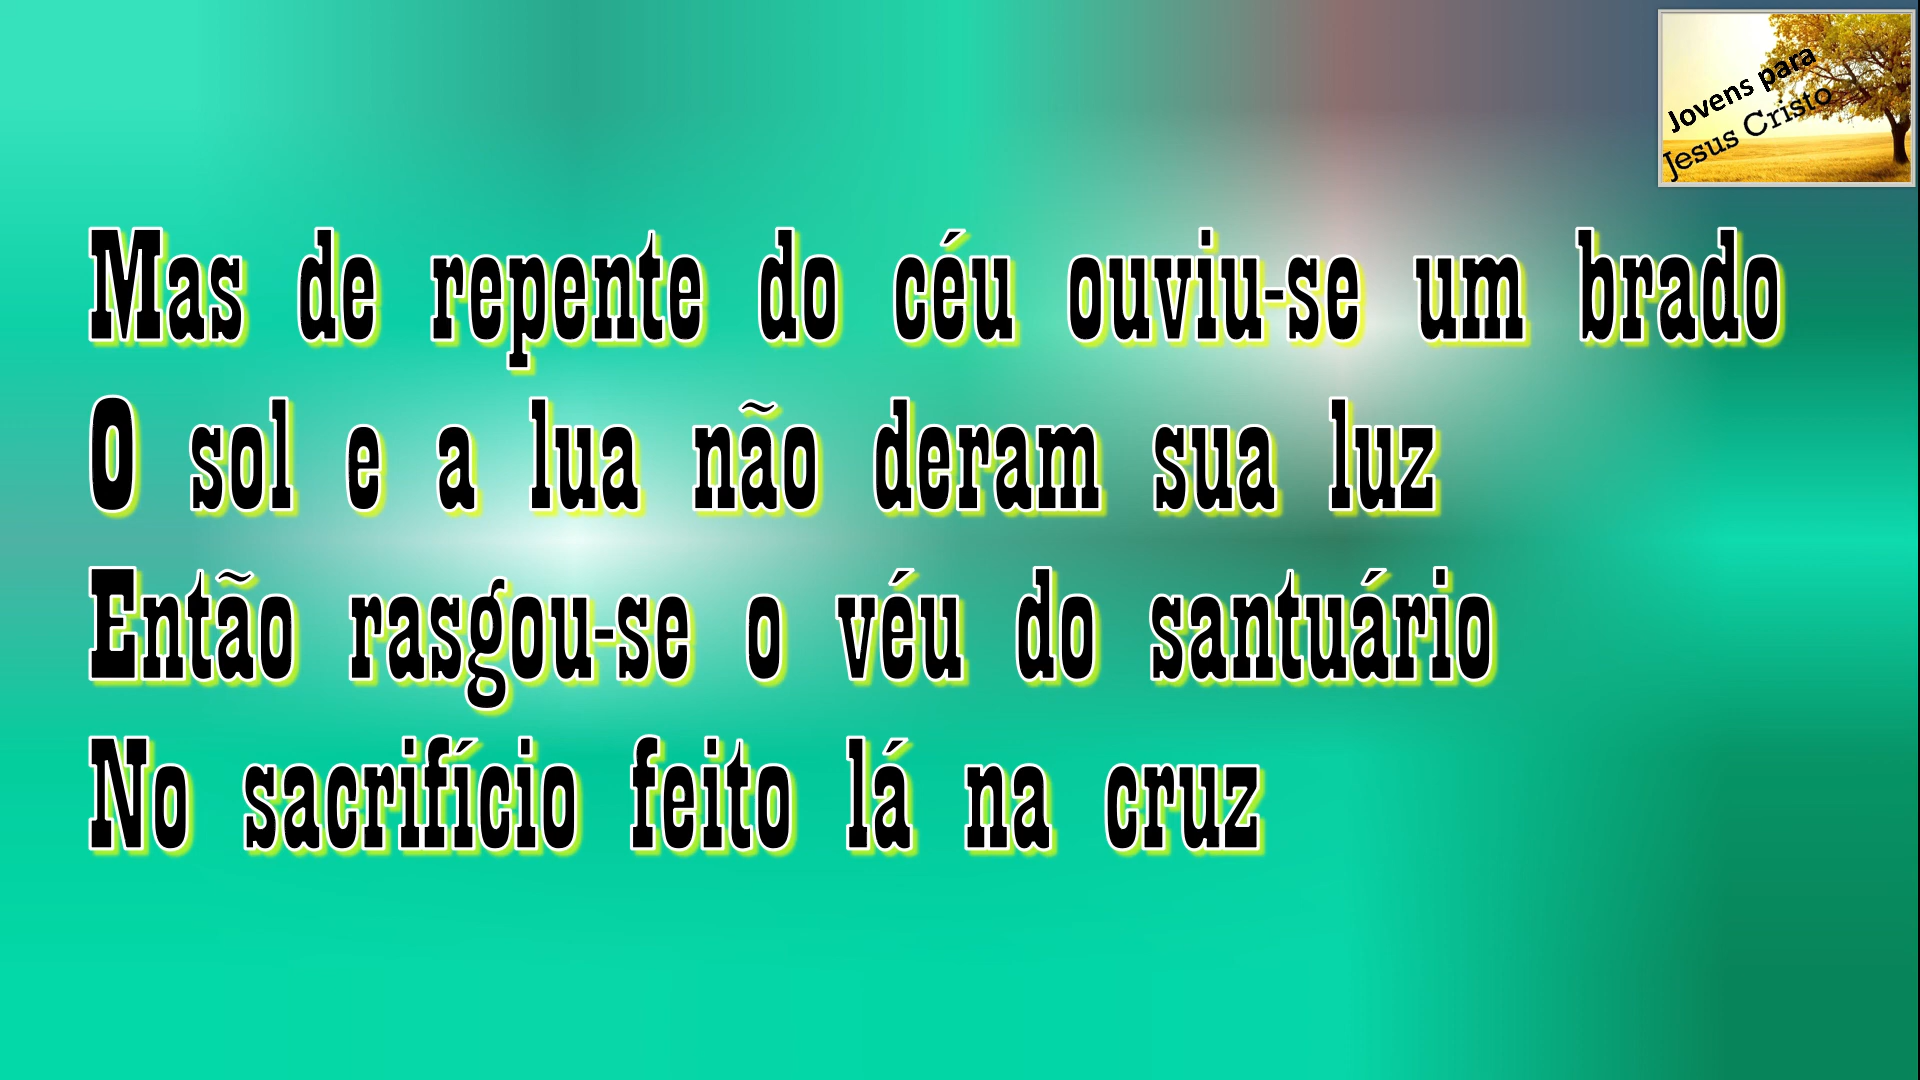 Jovens para
Jesus Cristo
Mas de repente do céu ouviu-se um brado
O sol e a lua não deram sua luz
Então rasgou-se o véu do santuário
No sacrifício feito lá na cruz